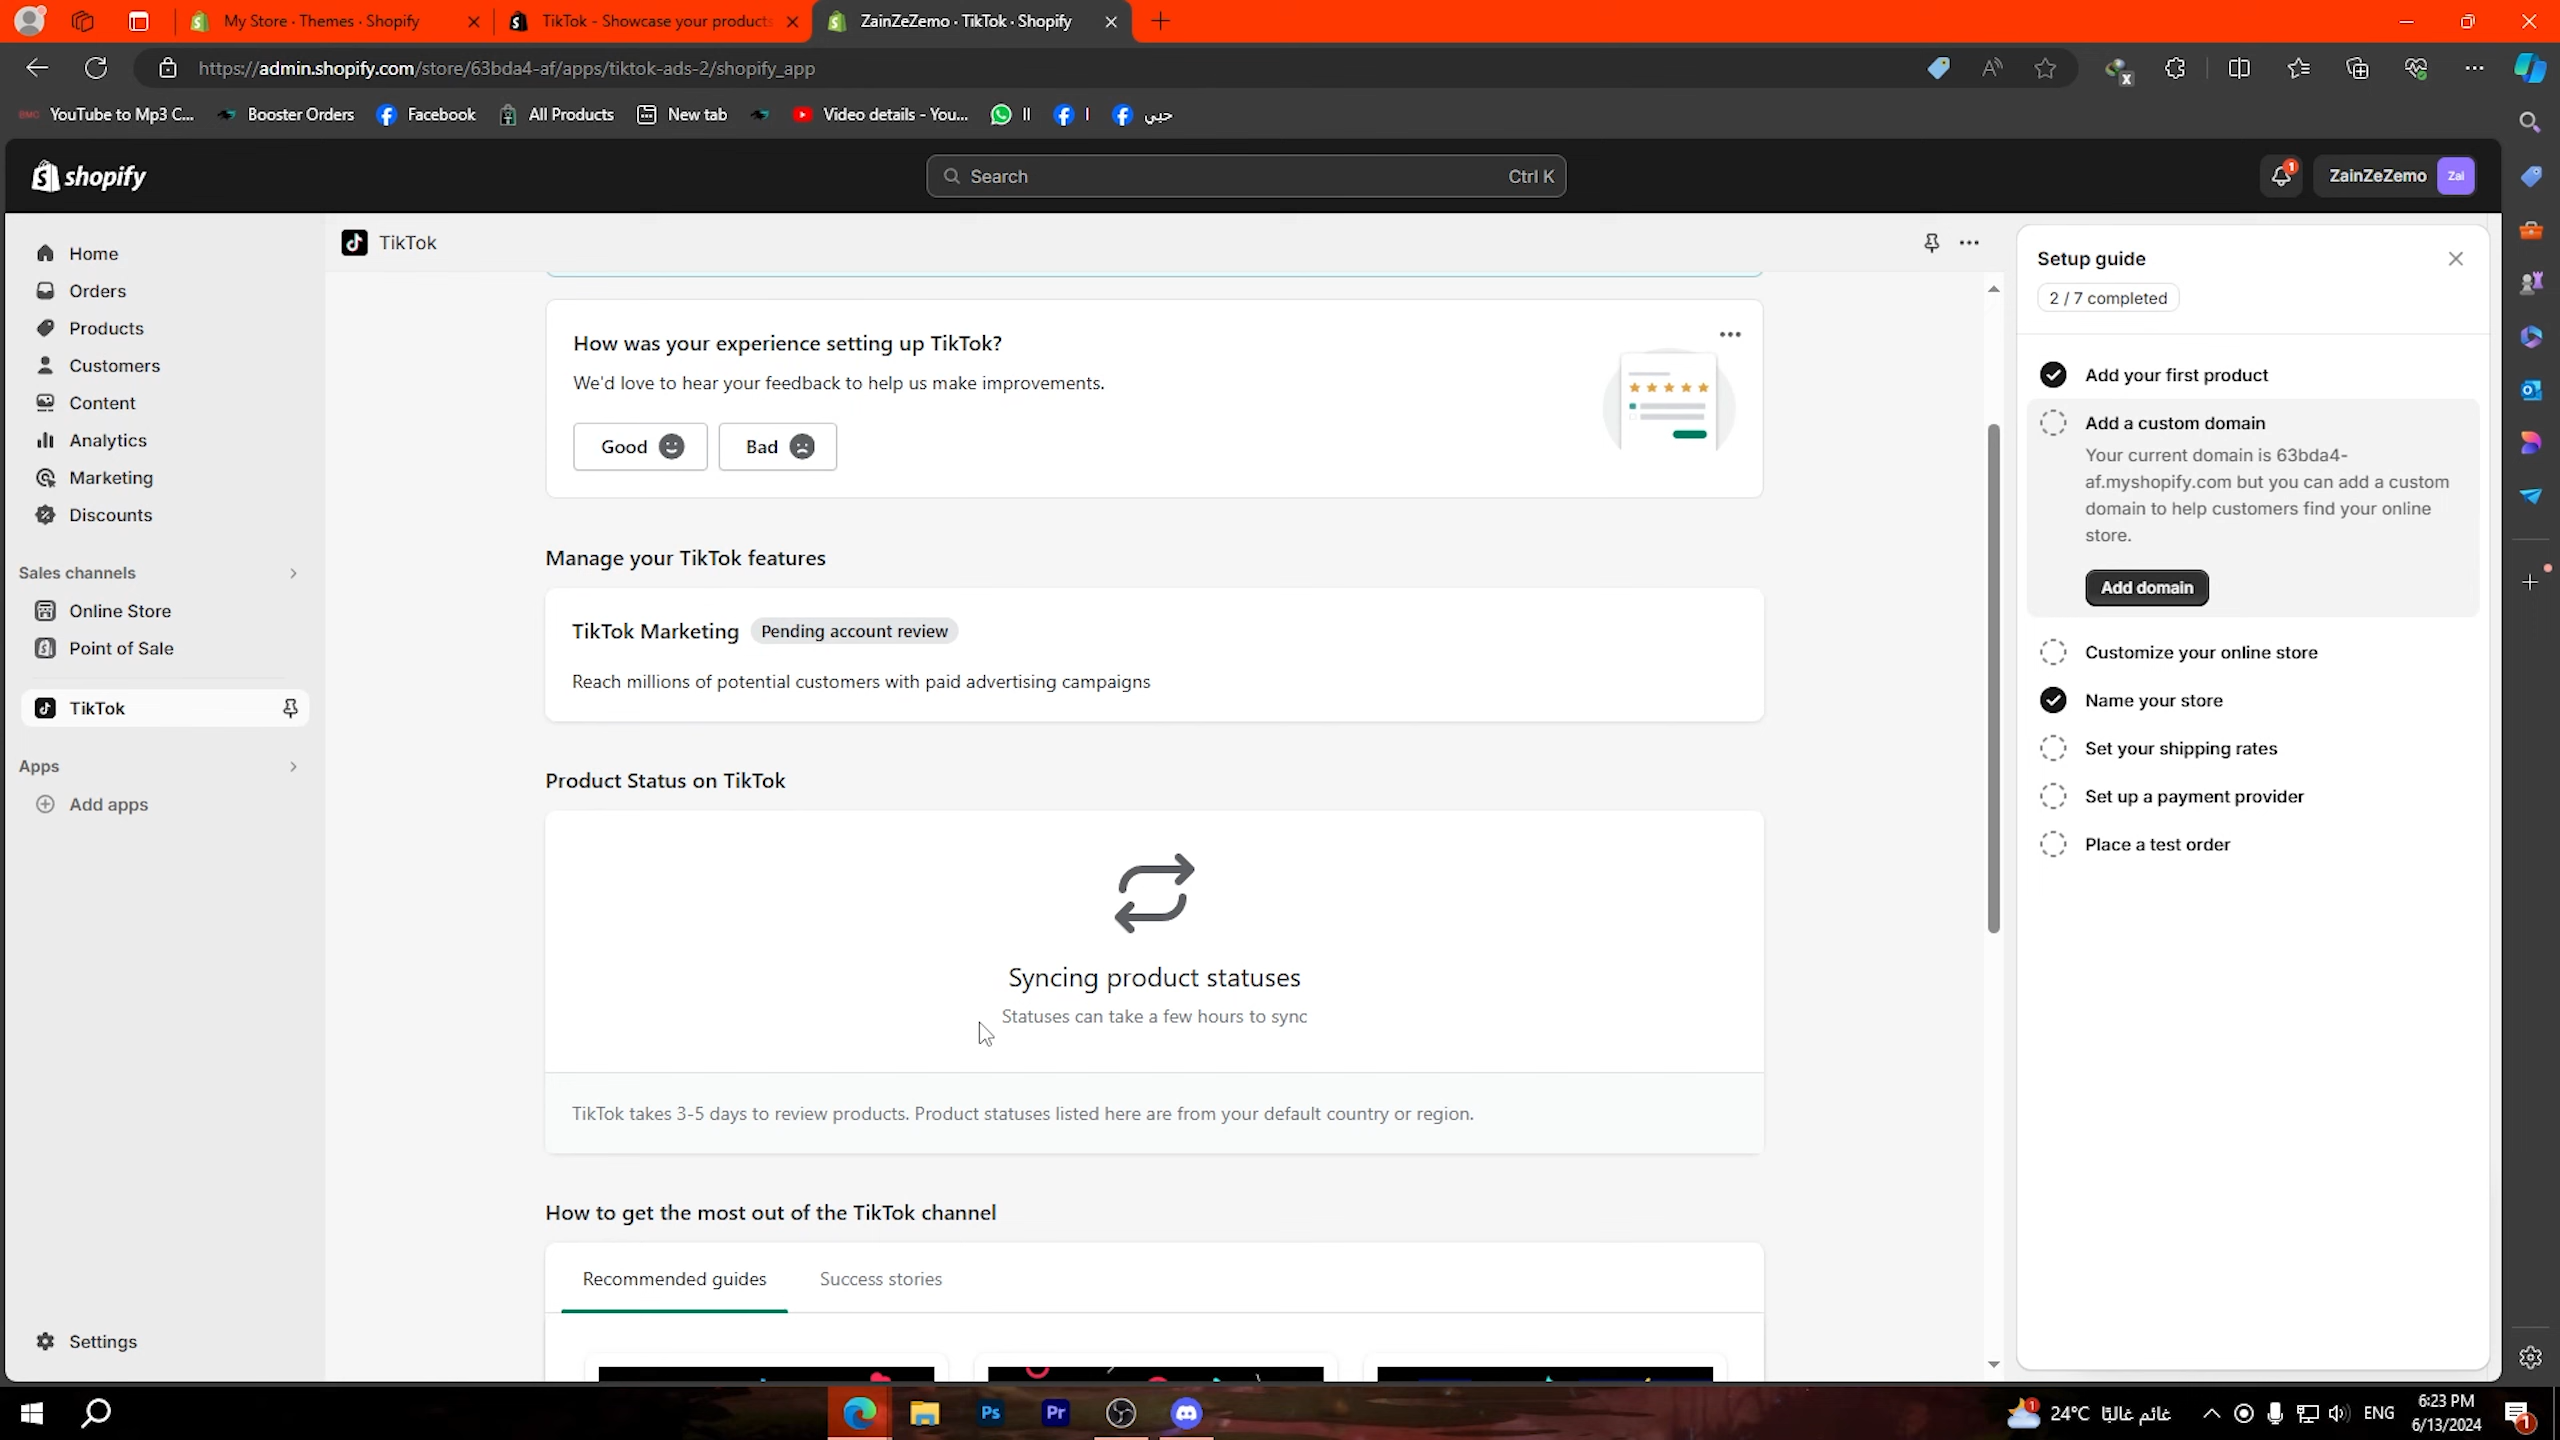 My Store · Themes · Shopify
TikTok - Showcase your products
ZainZeZemo · TikTok · Shopify
https://admin.shopify.com/store/63bda4-af/apps/tiktok-ads-2/shopify_app
YouTube to Mp3 C...
Booster Orders
Facebook
All Products
New tab
Video details - You...
II
I
حبي
shopify
Search
Ctrl K
1
ZainZeZemo
Zal
Home
Orders
Products
Customers
Content
Analytics
Marketing
Discounts
Sales channels
Online Store
Point of Sale
TikTok
Apps
Add apps
Settings
TikTok
How was your experience setting up TikTok?
We'd love to hear your feedback to help us make improvements.
Good
Bad
Manage your TikTok features
TikTok Marketing
Pending account review
Reach millions of potential customers with paid advertising campaigns
Product Status on TikTok
Syncing product statuses
Statuses can take a few hours to sync
TikTok takes 3-5 days to review products. Product statuses listed here are from your default country or region.
How to get the most out of the TikTok channel
Recommended guides
Success stories
Setup guide
2 / 7 completed
Add your first product
Add a custom domain
Your current domain is 63bda4-
af.myshopify.com but you can add a custom
domain to help customers find your online
store.
Add domain
Customize your online store
Name your store
Set your shipping rates
Set up a payment provider
Place a test order
Ps
Pr
1
24°C غائم غالبًا
ENG
6:23 PM
6/13/2024
1